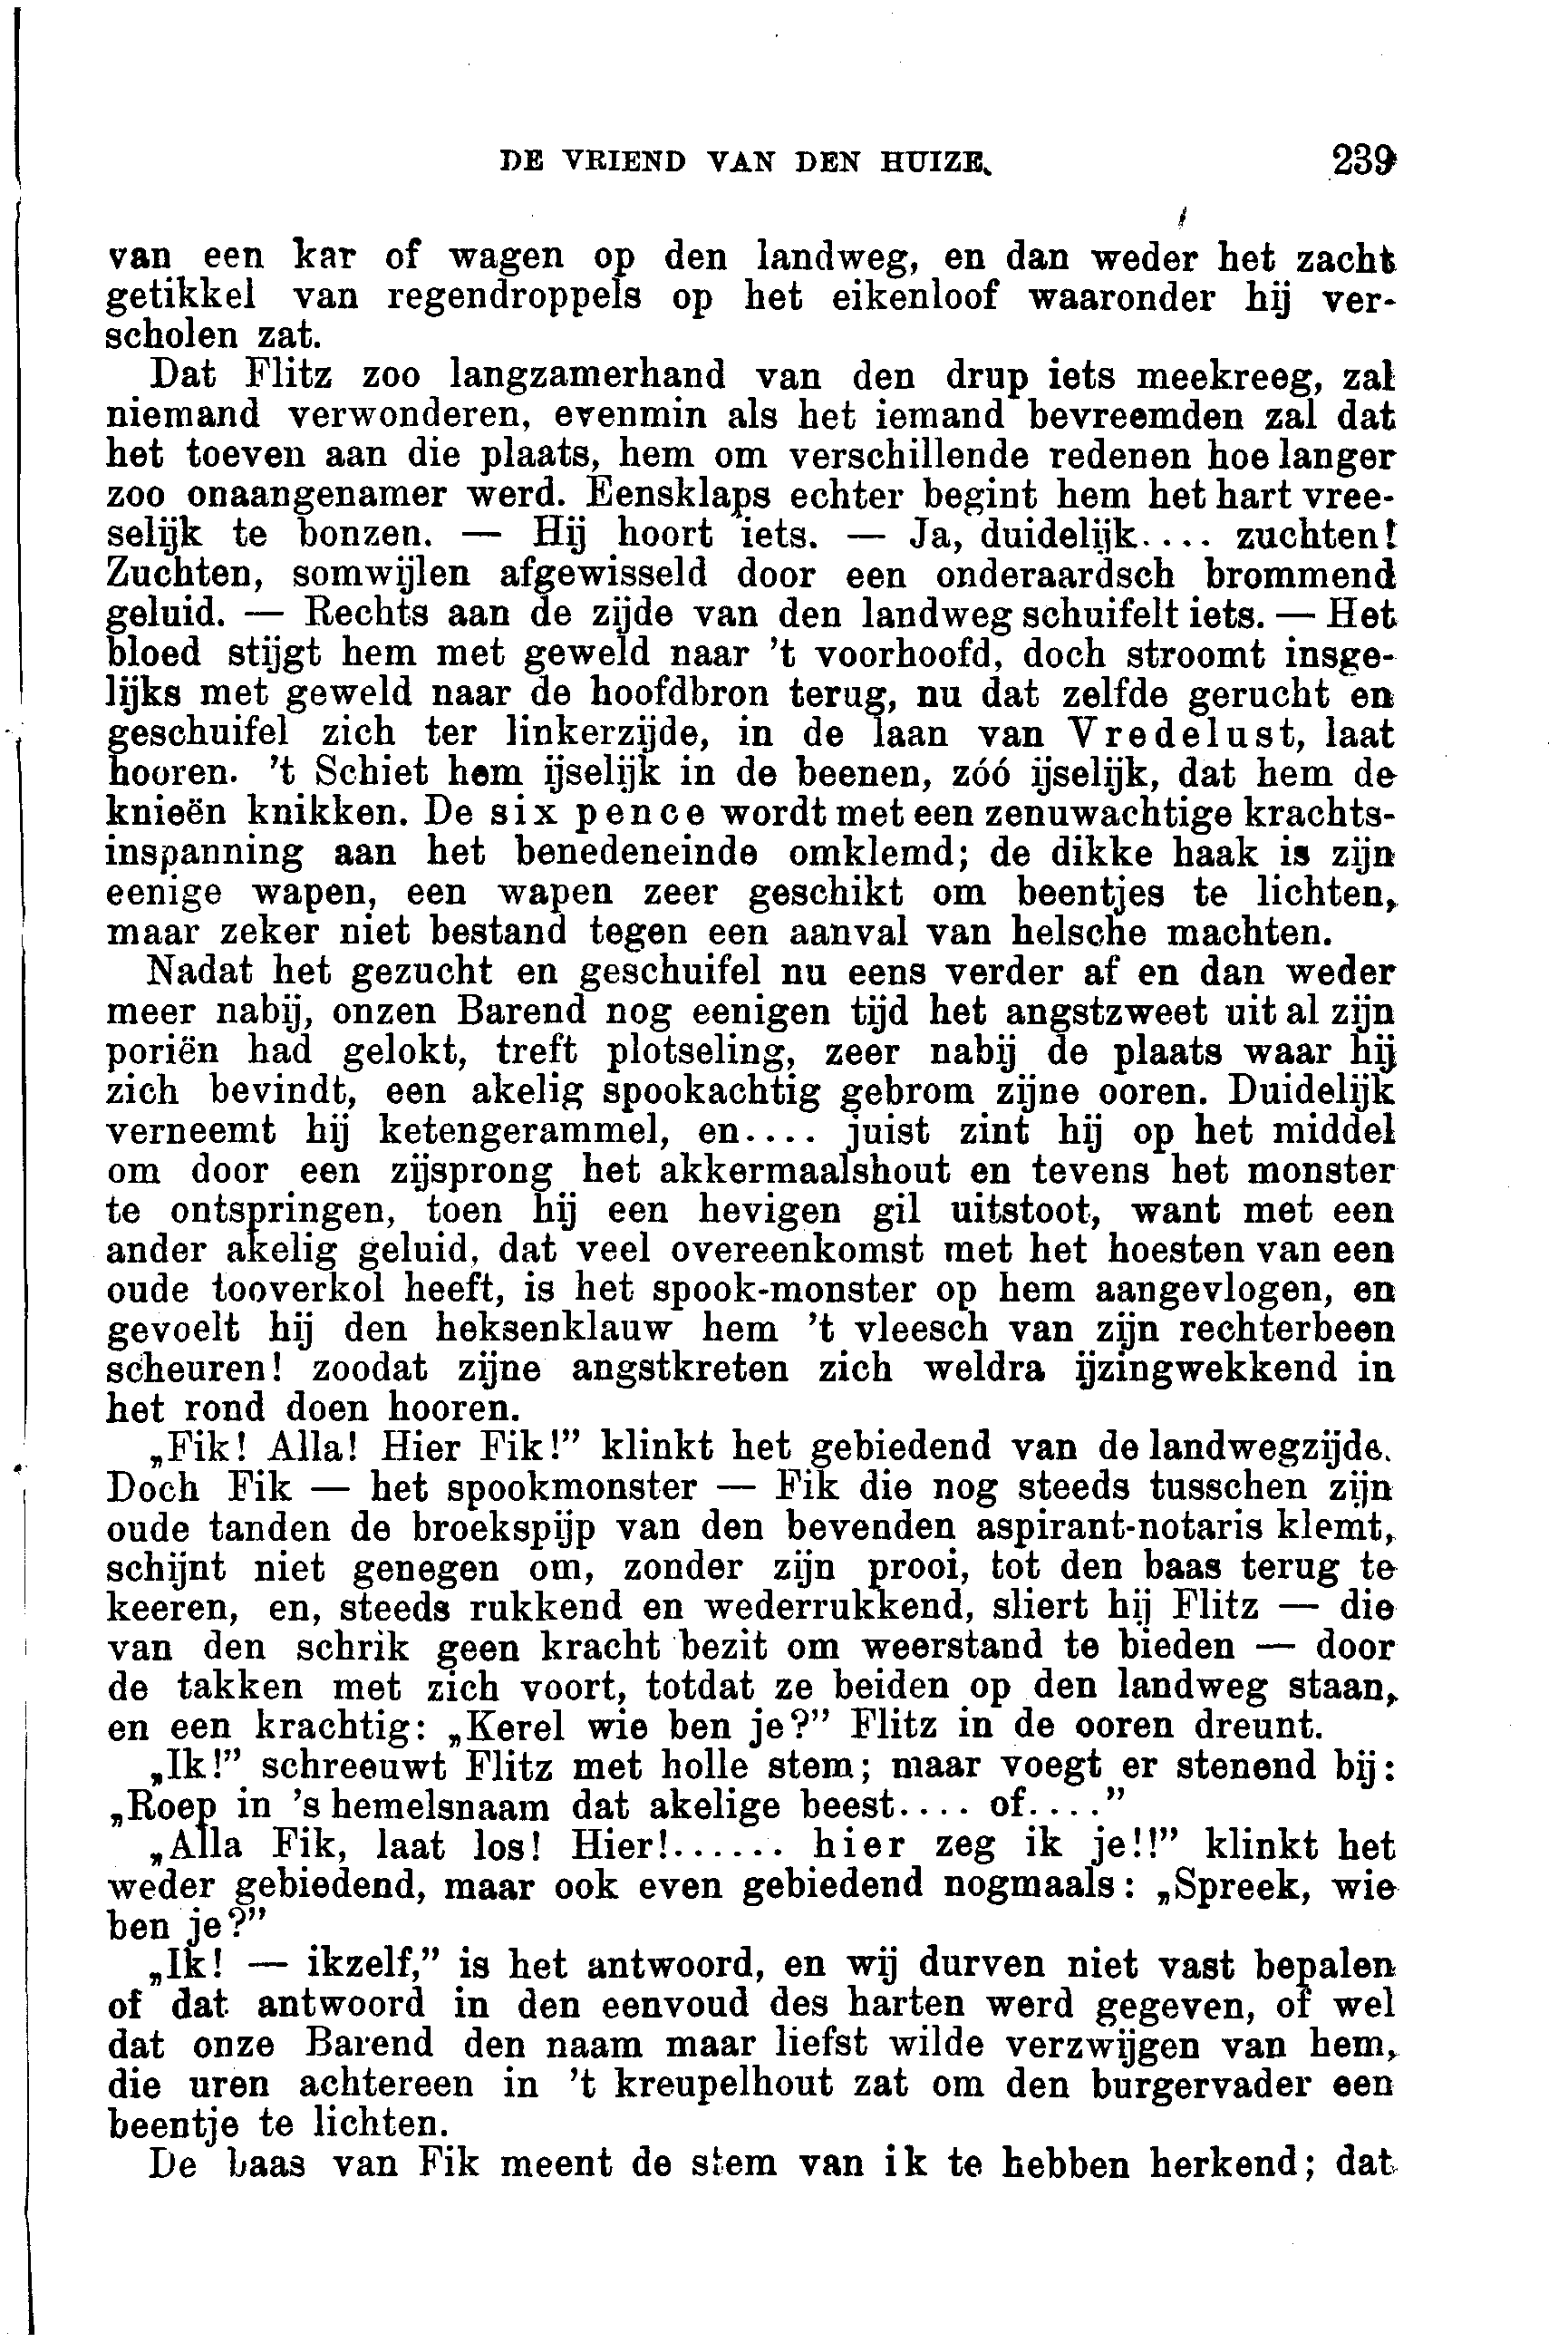 DE VRIEND VAN DEN HUIZE. 239
van een kar of wagen op den landweg, en dan weder het zacht
getikkel van regendroppels op het eikenloof waaronder hij ver-
scholen zat.
Dat Flitz zoo langzamerhand van den drup iets meekreeg, zal
niemand verwonderen, evenmin als het iemand bevreemden zal dat
het toeven aan die plaats, hem om verschillende redenen hoe langer
zoo onaangenamer werd. Eensklaps echter begint hem het hart vree-
selijk te bonzen. — Hij hoort iets. — Ja, duidelijk.... zuchten!
Zuchten, somwijlen afgewisseld door een onderaardsch brommend
geluid. — Rechts aan de zijde van den landweg schuifelt iets. — Het
bloed stijgt hem met geweld naar 't voorhoofd, doch stroomt insge-
lijks met geweld naar de hoofdbron terug, nu dat zelfde gerucht en
geschuifel zich ter linkerzijde, in de laan van Vredelust, laat
hooren. 't Schiet hem ijselijk in de beenen, zóó ijselijk, dat hem de
knieën knikken. De six pence wordt met een zenuwachtige krachts-
inspanning aan het benedeneinde omklemd; de dikke haak is zijn
eenige wapen, een wapen zeer geschikt om beentjes te lichten,
maar zeker niet bestand tegen een aanval van helsche machten.
Nadat het gezucht en geschuifel nu eens verder af en dan weder
meer nabij, onzen Barend nog eenigen tijd het angstzweet uit al zijn
poriën had gelokt, treft plotseling, zeer nabij de plaats waar hij
zich bevindt, een akelig spookachtig gebrom zijne ooren. Duidelijk
verneemt hij ketengerammel, en.... juist zint hij op het middel
om door een zijsprong het akkermaalshout en tevens het monster
te ontspringen, toen hij een hevigen gil uitstoot, want met een
ander akelig geluid, dat veel overeenkomst met het hoesten van een
oude tooverkol heeft, is het spook-monster op hem aangevlogen, en
gevoelt hij den heksenklauw hem 't vleesch van zijn rechterbeen
scheuren! zoodat zijne angstkreten zich weldra ijzingwekkend in
het rond doen hooren.
„Fik! Alla! Hier Fik!” klinkt het gebiedend van de landwegzijde.
Doch Fik — het spookmonster — Fik die nog steeds tusschen zijn
oude tanden de broekspijp van den bevenden aspirant-notaris klemt,
schijnt niet genegen om, zonder zijn prooi, tot den baas terug te
keeren, en, steeds rukkend en wederrukkend, sliert hij Flitz — die
van den schrik geen kracht bezit om weerstand te bieden — door
de takken met zich voort, totdat ze beiden op den landweg staan,
en een krachtig: „Kerel wie ben je?” Flitz in de ooren dreunt.
„Ik!” schreeuwt Flitz met holle stem; maar voegt er stenend bij:
„Roep in 's hemelsnaam dat akelige beest.... of....”
„Alla Fik, laat los! Hier!...... hier zeg ik je!!” klinkt het
weder gebiedend, maar ook even gebiedend nogmaals: „Spreek, wie
ben je?”
„Ik! — ikzelf,” is het antwoord, en wij durven niet vast bepalen
of dat antwoord in den eenvoud des harten werd gegeven, of wel
dat onze Barend den naam maar liefst wilde verzwijgen van hem,
die uren achtereen in 't kreupelhout zat om den burgervader een
beentje te lichten.
De baas van Fik meent de stem van ik te hebben herkend; dat